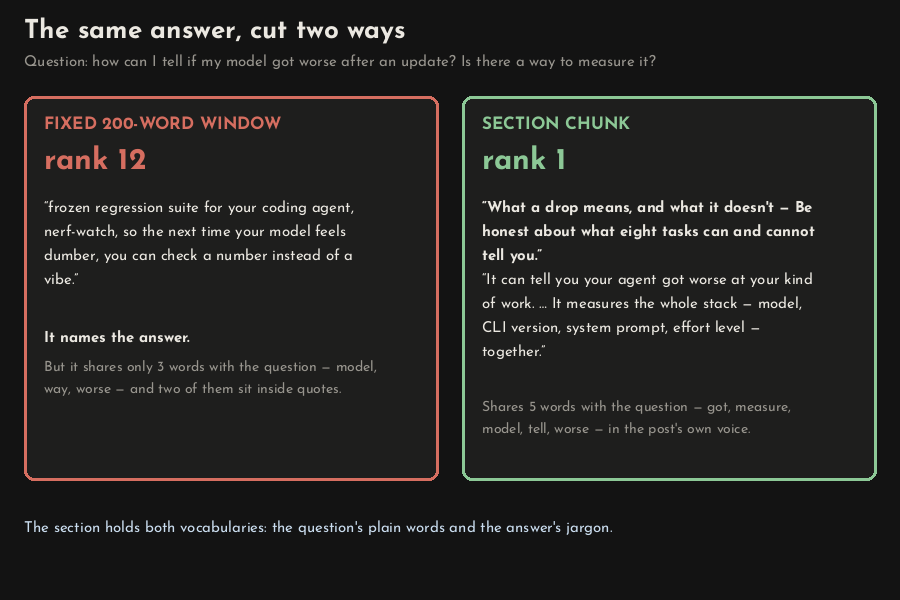 The same answer, cut two ways
Question: how can I tell if my model got worse after an update? Is there a way to measure it?
FIXED 200-WORD WINDOW
rank 12
"frozen regression suite for your coding agent,
nerf-watch, so the next time your model feels
dumber, you can check a number instead of a
vibe."
It names the answer.
But it shares only 3 words with the question — model,
way, worse — and two of them sit inside quotes.
SECTION CHUNK
rank 1
"What a drop means, and what it doesn't — Be
honest about what eight tasks can and cannot
tell you."
"It can tell you your agent got worse at your kind
of work. ... It measures the whole stack — model,
CLI version, system prompt, effort level —
together."
Shares 5 words with the question — got, measure,
model, tell, worse — in the post's own voice.
The section holds both vocabularies: the question's plain words and the answer's jargon.